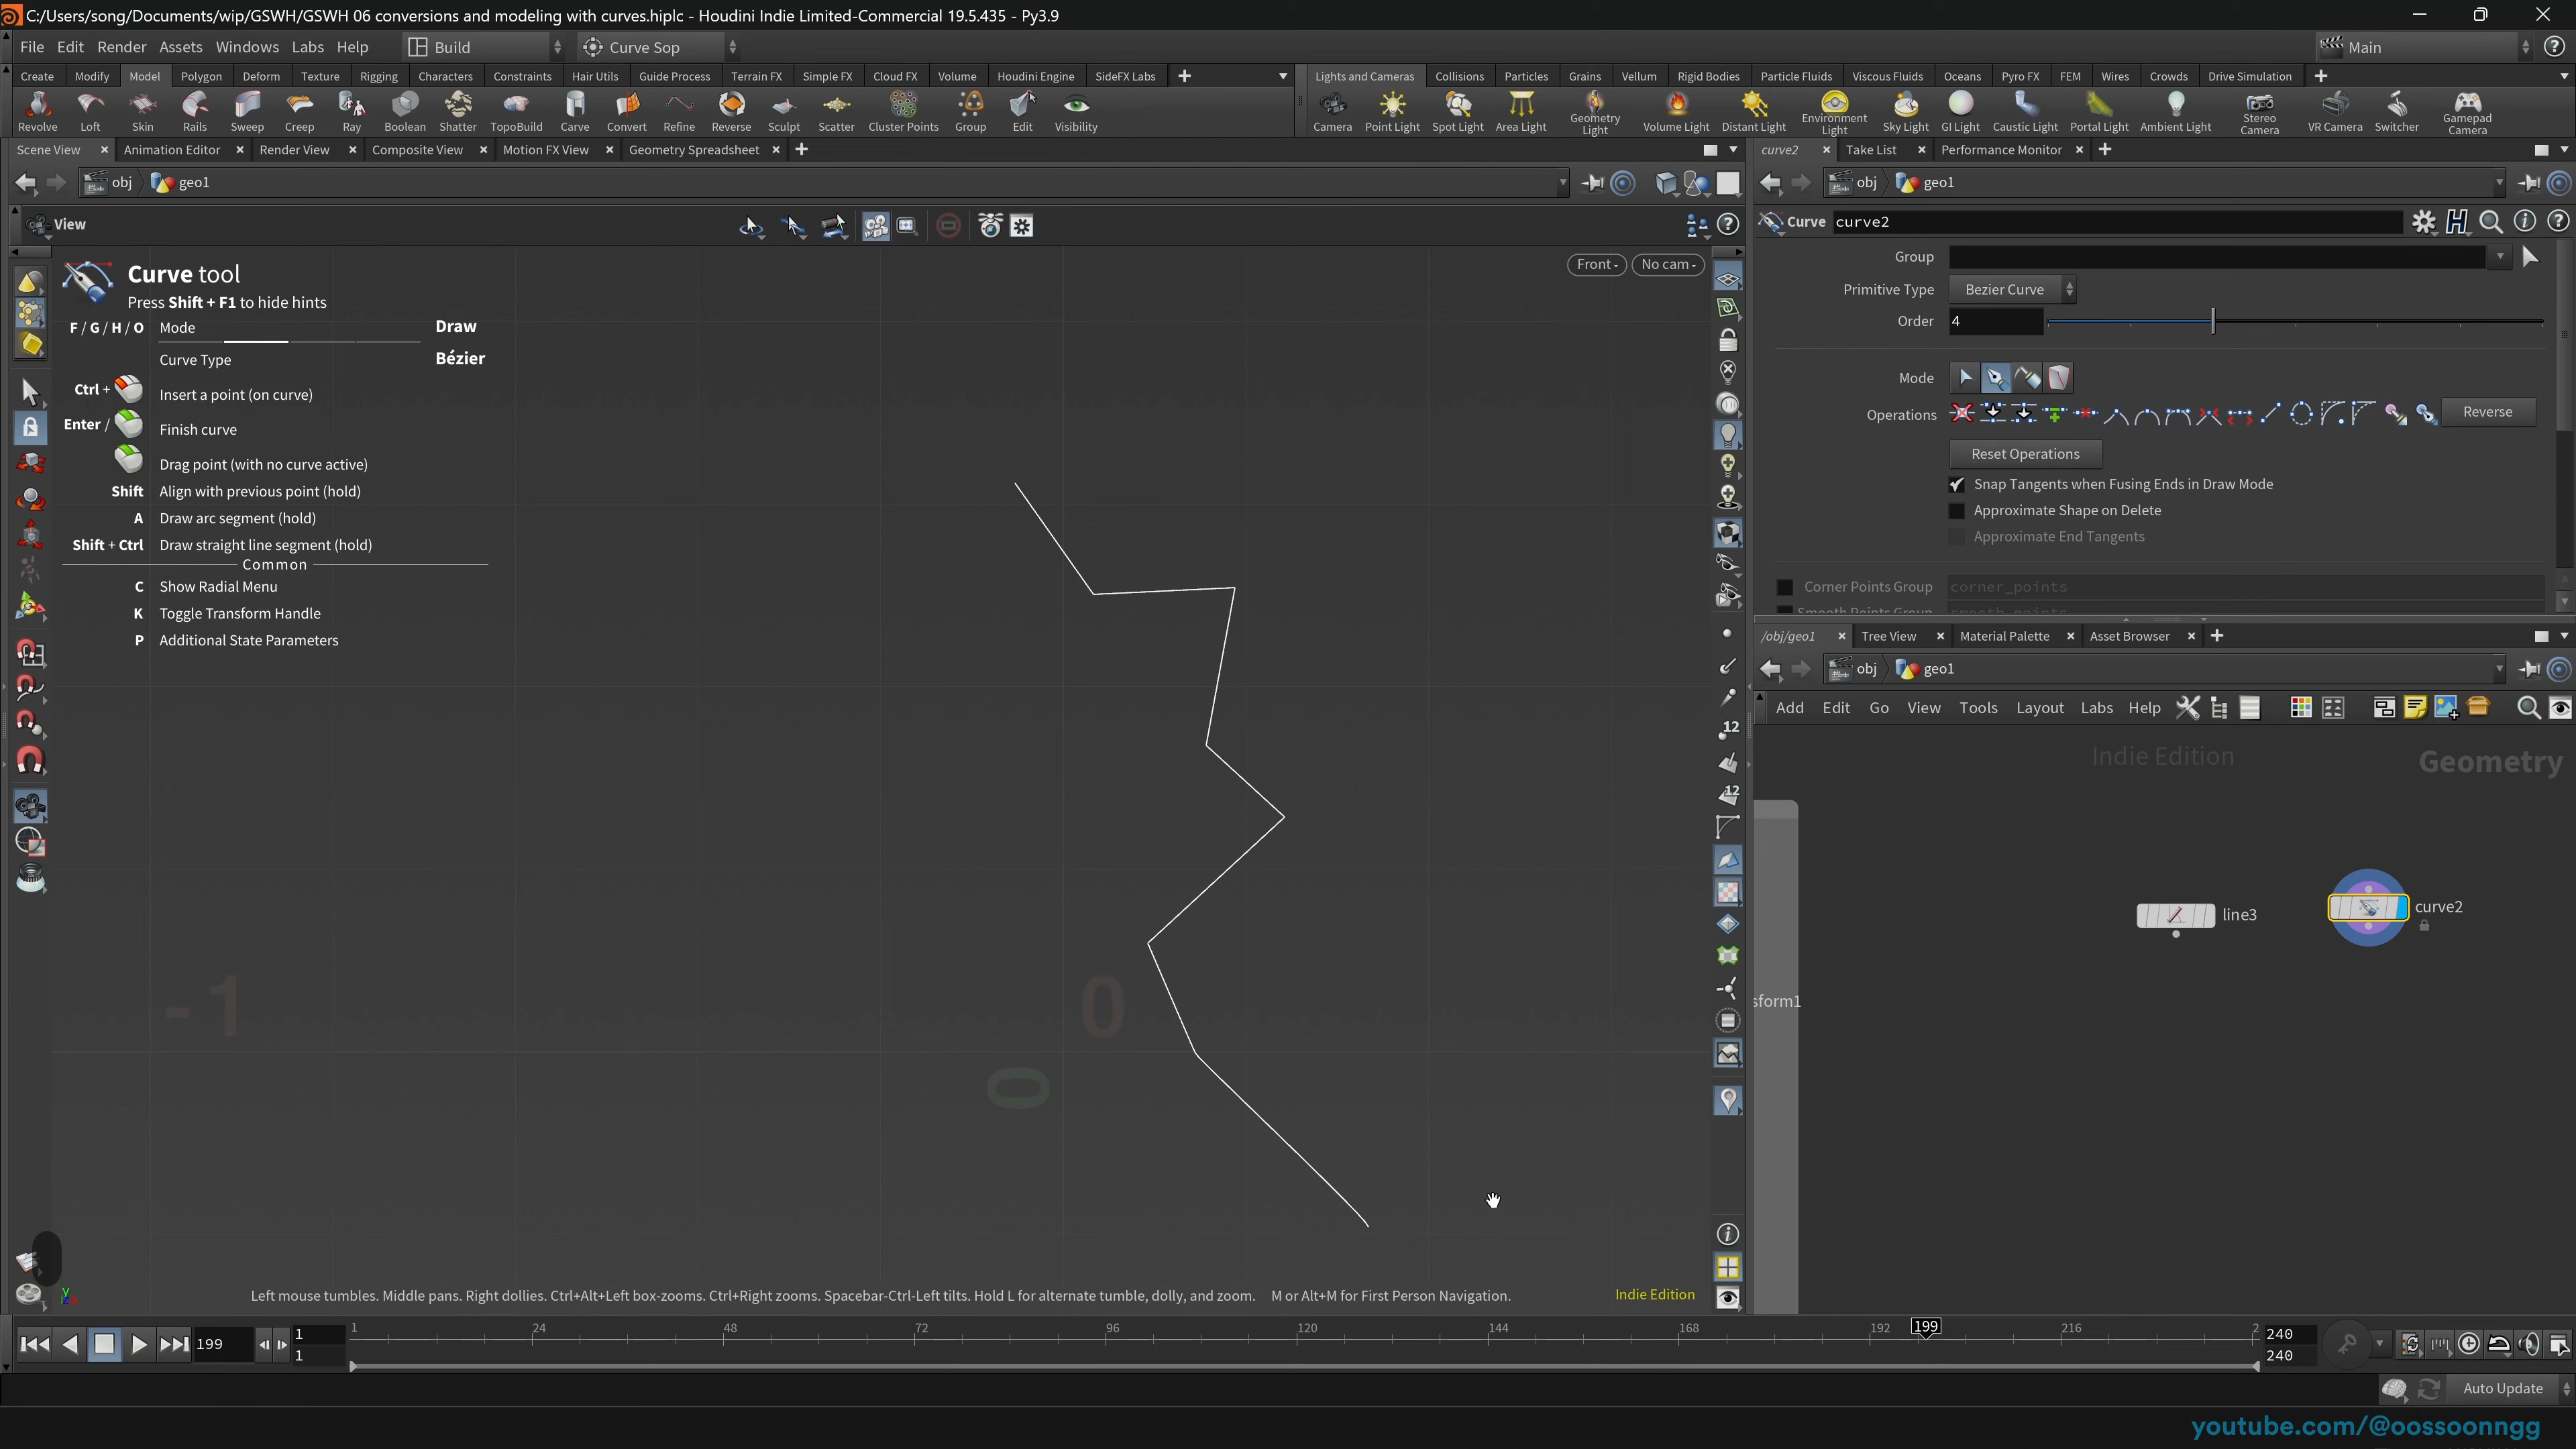 C:/Users/song/Documents/wip/GSWH/GSWH 06 conversions and modeling with curves.hiplc - Houdini Indie Limited-Commercial 19.5.435 - Py3.9
File Edit Render Assets Windows Labs Help Build Curve Sop Main
Create Modify Model Polygon Deform Texture Rigging Characters Constraints Hair Utils Guide Process Terrain FX Simple FX Cloud FX Volume Houdini Engine SideFX Labs
Lights and Cameras Collisions Particles Grains Vellum Rigid Bodies Particle Fluids Viscous Fluids Oceans Pyro FX FEM Wires Crowds Drive Simulation
Revolve Loft Skin Rails Sweep Creep Ray Boolean Shatter TopoBuild Carve Convert Refine Reverse Sculpt Scatter Cluster Points Group Edit Visibility
Camera Point Light Spot Light Area Light Geometry Light Volume Light Distant Light Environment Light Sky Light GI Light Caustic Light Portal Light Ambient Light Stereo Camera VR Camera Switcher Gamepad Camera
Scene View Animation Editor Render View Composite View Motion FX View Geometry Spreadsheet
curve2 Take List Performance Monitor
obj geo1
obj geo1
View
Curve curve2
Front No cam
Curve tool
Press Shift + F1 to hide hints
F / G / H / O Mode Draw
Curve Type Bézier
Ctrl + Insert a point (on curve)
Enter / Finish curve
Drag point (with no curve active)
Shift Align with previous point (hold)
A Draw arc segment (hold)
Shift + Ctrl Draw straight line segment (hold)
Common
C Show Radial Menu
K Toggle Transform Handle
P Additional State Parameters
Group
Primitive Type Bezier Curve
Order 4
Mode
Operations Reverse
Reset Operations
Snap Tangents when Fusing Ends in Draw Mode
Approximate Shape on Delete
Approximate End Tangents
Corner Points Group corner_points
Smooth Points Group smooth_points
/obj/geo1 Tree View Material Palette Asset Browser
obj geo1
Add Edit Go View Tools Layout Labs Help
12
12
Indie Edition Geometry
line3 curve2
sform1
-1 0
0
Left mouse tumbles. Middle pans. Right dollies. Ctrl+Alt+Left box-zooms. Ctrl+Right zooms. Spacebar-Ctrl-Left tilts. Hold L for alternate tumble, dolly, and zoom. M or Alt+M for First Person Navigation.
Indie Edition
199 1 1
1 24 48 72 96 120 144 168 192 199 216 2
240 240
Auto Update
youtube.com/@oossoonngg